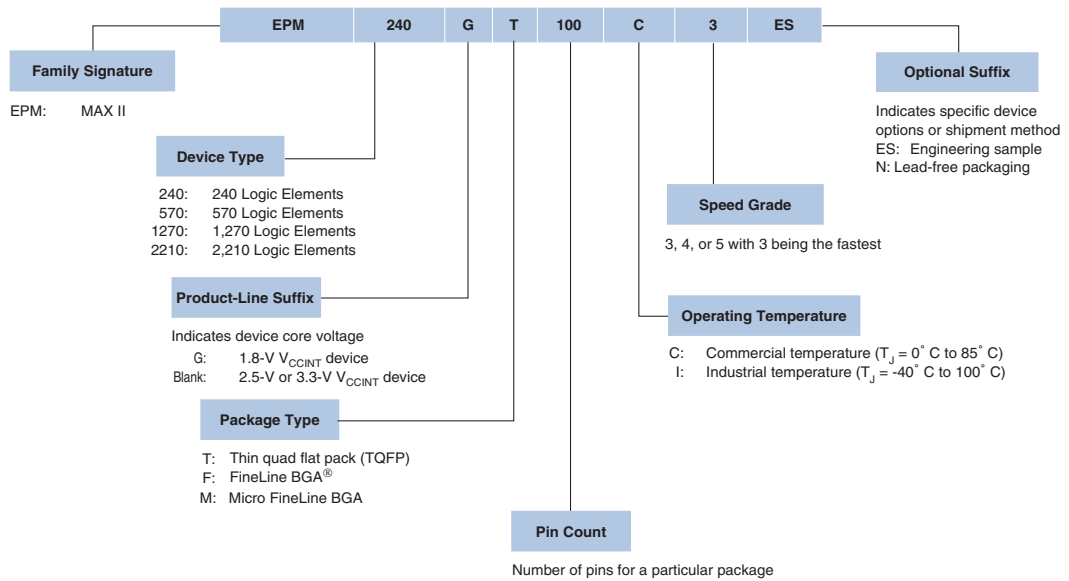 EPM 240 G T 100 C 3 ES
Family Signature
EPM: MAX II
Optional Suffix
Indicates specific device
options or shipment method
ES: Engineering sample
N: Lead-free packaging
Device Type
240: 240 Logic Elements
570: 570 Logic Elements
1270: 1,270 Logic Elements
2210: 2,210 Logic Elements
Speed Grade
3, 4, or 5 with 3 being the fastest
Product-Line Suffix
Indicates device core voltage
G: 1.8-V VCCINT device
Blank: 2.5-V or 3.3-V VCCINT device
Operating Temperature
C: Commercial temperature (TJ = 0° C to 85° C)
I: Industrial temperature (TJ = -40° C to 100° C)
Package Type
T: Thin quad flat pack (TQFP)
F: FineLine BGA®
M: Micro FineLine BGA
Pin Count
Number of pins for a particular package